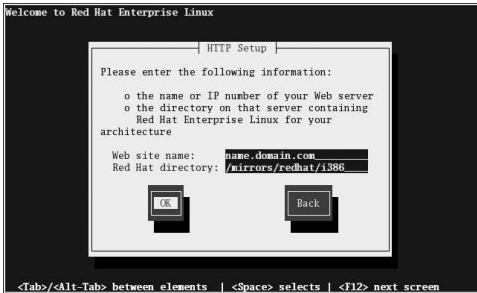 Welcome to Red Hat Enterprise Linux
HTTP Setup
Please enter the following information:
o the name or IP number of your Web server
o the directory on that server containing
Red Hat Enterprise Linux for your
architecture
Web site name: name.domain.com
Red Hat directory: /mirrors/redhat/i386
OK Back
<Tab>/<Alt-Tab> between elements | <Space> selects | <F12> next screen